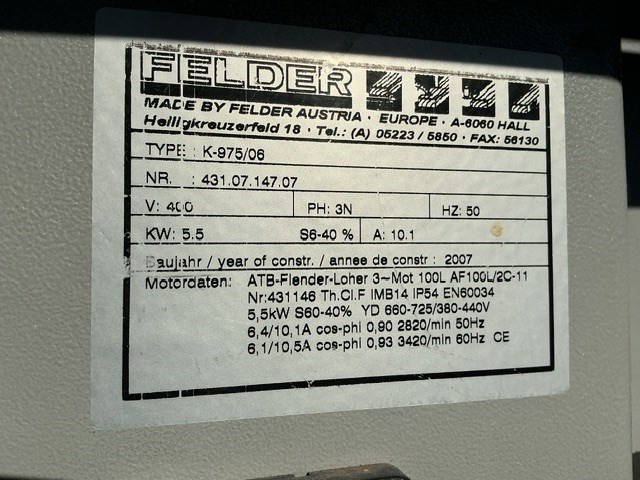 FELDER
MADE BY FELDER AUSTRIA · EUROPE · A-6060 HALL
Heiligkreuzerfeld 18 · Tel.: (A) 05223 / 5850 · FAX: 56130
TYPE : K-975/06
NR. : 431.07.147.07
V: 400 PH: 3N HZ: 50
KW: 5.5 S6-40 % A: 10.1
Baujahr / year of constr. / annee de constr : 2007
Motordaten: ATB-Flender-Loher 3~Mot 100L AF100L/2C-11
Nr:431146 Th.Cl.F IMB14 IP54 EN60034
5,5kW S60-40% YD 660-725/380-440V
6,4/10,1A cos-phi 0,90 2820/min 50Hz
6,1/10,5A cos-phi 0,93 3420/min 60Hz CE